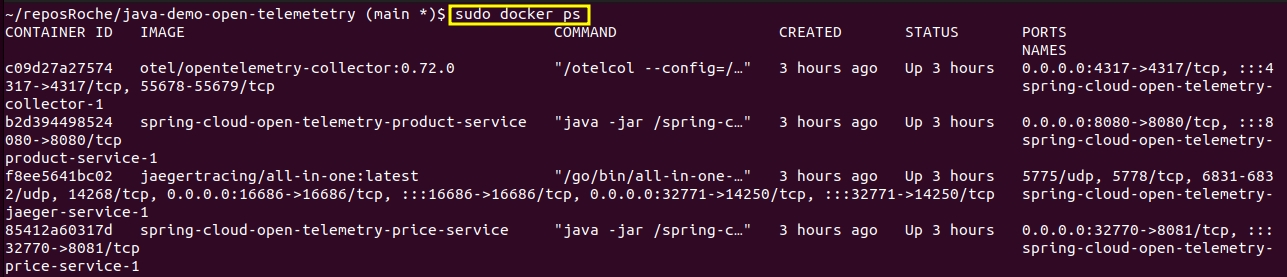 ~/reposRoche/java-demo-open-telemetetry (main *)$ sudo docker ps
CONTAINER ID   IMAGE                                          COMMAND                  CREATED       STATUS       PORTS
NAMES
c09d27a27574   otel/opentelemetry-collector:0.72.0            "/otelcol --config=/…"   3 hours ago   Up 3 hours   0.0.0.0:4317->4317/tcp, :::4
317->4317/tcp, 55678-55679/tcp                                                                                   spring-cloud-open-telemetry-
collector-1
b2d394498524   spring-cloud-open-telemetry-product-service    "java -jar /spring-c…"   3 hours ago   Up 3 hours   0.0.0.0:8080->8080/tcp, :::8
080->8080/tcp                                                                                                    spring-cloud-open-telemetry-
product-service-1
f8ee5641bc02   jaegertracing/all-in-one:latest                "/go/bin/all-in-one-…"   3 hours ago   Up 3 hours   5775/udp, 5778/tcp, 6831-683
2/udp, 14268/tcp, 0.0.0.0:16686->16686/tcp, :::16686->16686/tcp, 0.0.0.0:32771->14250/tcp, :::32771->14250/tcp   spring-cloud-open-telemetry-
jaeger-service-1
85412a60317d   spring-cloud-open-telemetry-price-service      "java -jar /spring-c…"   3 hours ago   Up 3 hours   0.0.0.0:32770->8081/tcp, :::
32770->8081/tcp                                                                                                  spring-cloud-open-telemetry-
price-service-1